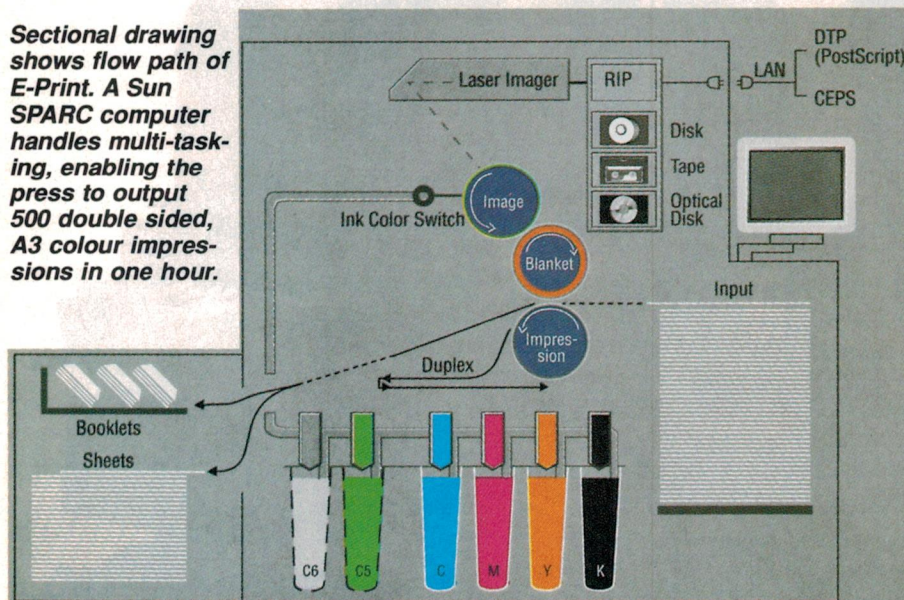 Sectional drawing
shows flow path of
E-Print. A Sun
SPARC computer
handles multi-task-
ing, enabling the
press to output
500 double sided,
A3 colour impres-
sions in one hour.
DTP
(PostScript)
LAN
CEPS
Laser Imager
RIP
Disk
Tape
Optical
Disk
Image
Ink Color Switch
Blanket
Input
Impres-
sion
Duplex
Booklets
Sheets
C6
C5
C
M
Y
K